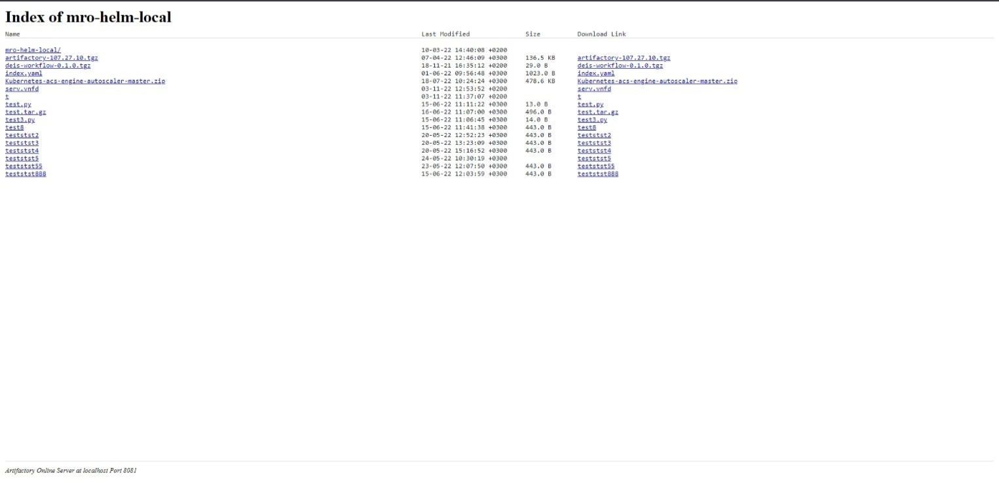 Index of mro-helm-local
Name Last Modified Size Download Link
mro-helm-local/ 10-03-22 14:40:08 +0200
artifactory-107.27.10.tgz 07-04-22 12:46:09 +0300 136.5 KB artifactory-107.27.10.tgz
deis-workflow-0.1.0.tgz 18-11-21 16:35:12 +0200 29.0 B deis-workflow-0.1.0.tgz
index.yaml 01-06-22 09:56:48 +0300 1023.0 B index.yaml
Kubernetes-acs-engine-autoscaler-master.zip 18-07-22 10:24:24 +0300 478.6 KB Kubernetes-acs-engine-autoscaler-master.zip
serv.vnfd 03-11-22 12:53:52 +0200 serv.vnfd
t 03-11-22 11:37:07 +0200 t
test.py 15-06-22 11:11:22 +0300 13.0 B test.py
test.tar.gz 16-06-22 11:07:00 +0300 496.0 B test.tar.gz
test3.py 15-06-22 11:06:45 +0300 14.0 B test3.py
test8 15-06-22 11:41:38 +0300 443.0 B test8
teststst2 20-05-22 12:52:23 +0300 443.0 B teststst2
teststst3 20-05-22 13:23:09 +0300 443.0 B teststst3
teststst4 20-05-22 15:16:52 +0300 443.0 B teststst4
teststst5 24-05-22 10:30:19 +0300 teststst5
teststst55 23-05-22 12:07:50 +0300 443.0 B teststst55
teststst888 15-06-22 12:03:59 +0300 443.0 B teststst888
Artifactory Online Server at localhost Port 8081